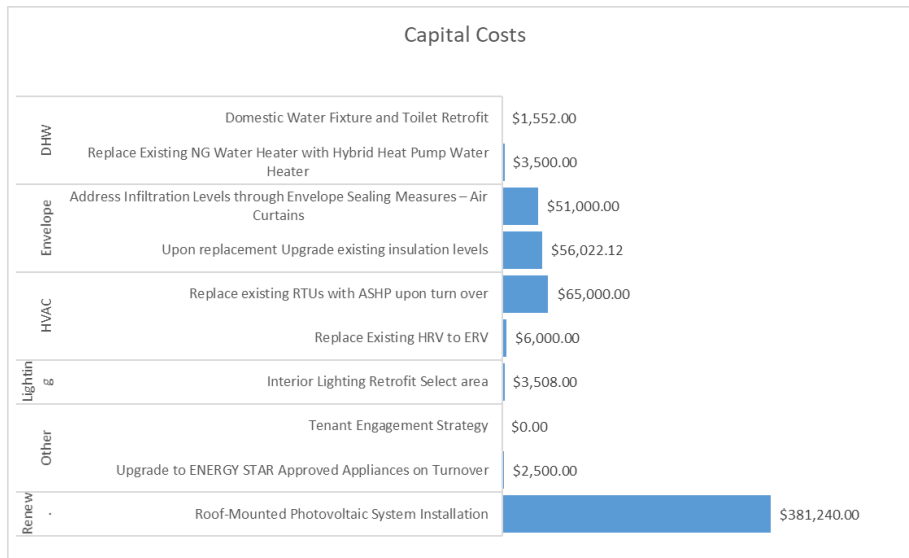 Capital Costs
DHW
Domestic Water Fixture and Toilet Retrofit
$1,552.00
Replace Existing NG Water Heater with Hybrid Heat Pump Water
Heater
$3,500.00
Envelope
Address Infiltration Levels through Envelope Sealing Measures – Air
Curtains
$51,000.00
Upon replacement Upgrade existing insulation levels
$56,022.12
HVAC
Replace existing RTUs with ASHP upon turn over
$65,000.00
Replace Existing HRV to ERV
$6,000.00
Lightin
g
Interior Lighting Retrofit Select area
$3,508.00
Other
Tenant Engagement Strategy
$0.00
Upgrade to ENERGY STAR Approved Appliances on Turnover
$2,500.00
Renew
.
Roof-Mounted Photovoltaic System Installation
$381,240.00